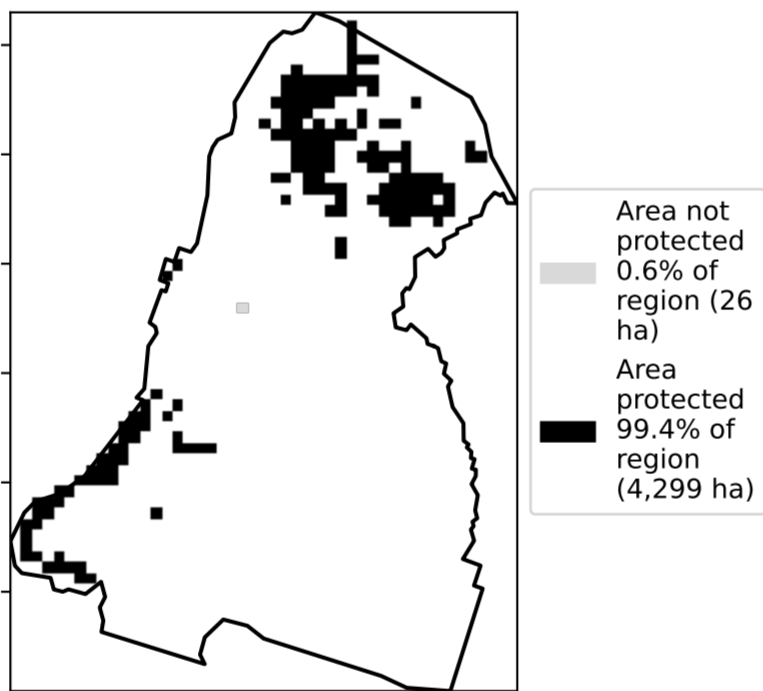 Area not
protected
0.6% of
region (26
ha)
Area
protected
99.4% of
region
(4,299 ha)